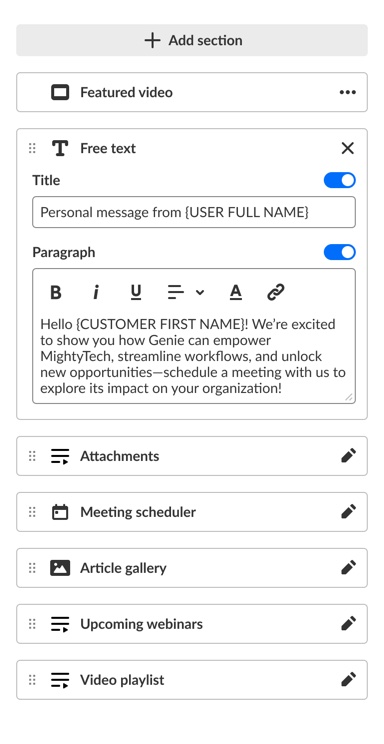 Add section
Featured video
Free text
Title
Personal message from {USER FULL NAME}
Paragraph
B i U A
Hello {CUSTOMER FIRST NAME}! We’re excited
to show you how Genie can empower
MightyTech, streamline workflows, and unlock
new opportunities—schedule a meeting with us to
explore its impact on your organization!
Attachments
Meeting scheduler
Article gallery
Upcoming webinars
Video playlist